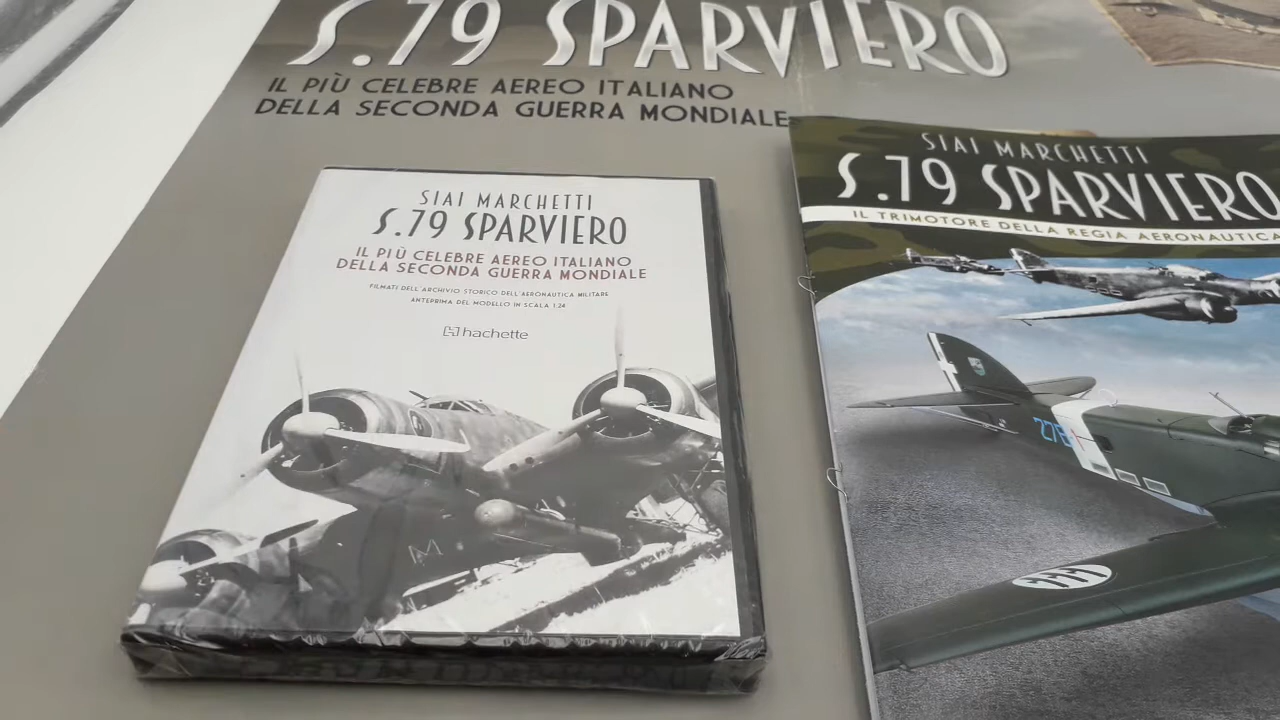 S.79 SPARVIERO
IL PIÙ CELEBRE AEREO ITALIANO
DELLA SECONDA GUERRA MONDIALE
SIAI MARCHETTI
S.79 SPARVIERO
IL PIÙ CELEBRE AEREO ITALIANO
DELLA SECONDA GUERRA MONDIALE
FILMATI DELL'ARCHIVIO STORICO DELL'AERONAUTICA MILITARE
ANTEPRIMA DEL MODELLO IN SCALA 1:24
hachette
SIAI MARCHETTI
S.79 SPARVIERO
IL TRIMOTORE DELLA REGIA AERONAUTICA